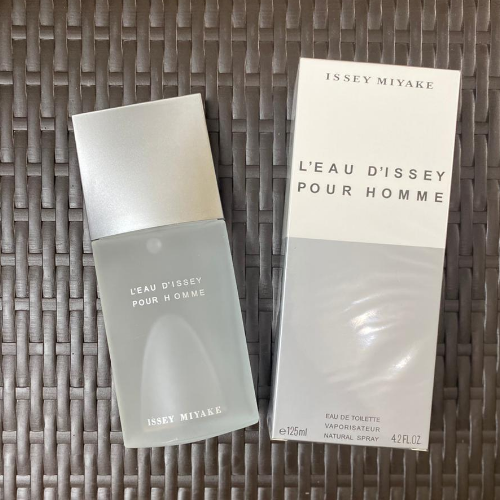 L'EAU D'ISSEY
POUR HOMME
ISSEY MIYAKE
ISSEY MIYAKE
L'EAU D'ISSEY
POUR HOMME
EAU DE TOILETTE
VAPORISATEUR
NATURAL SPRAY
℮125ml
4.2 FL.OZ.